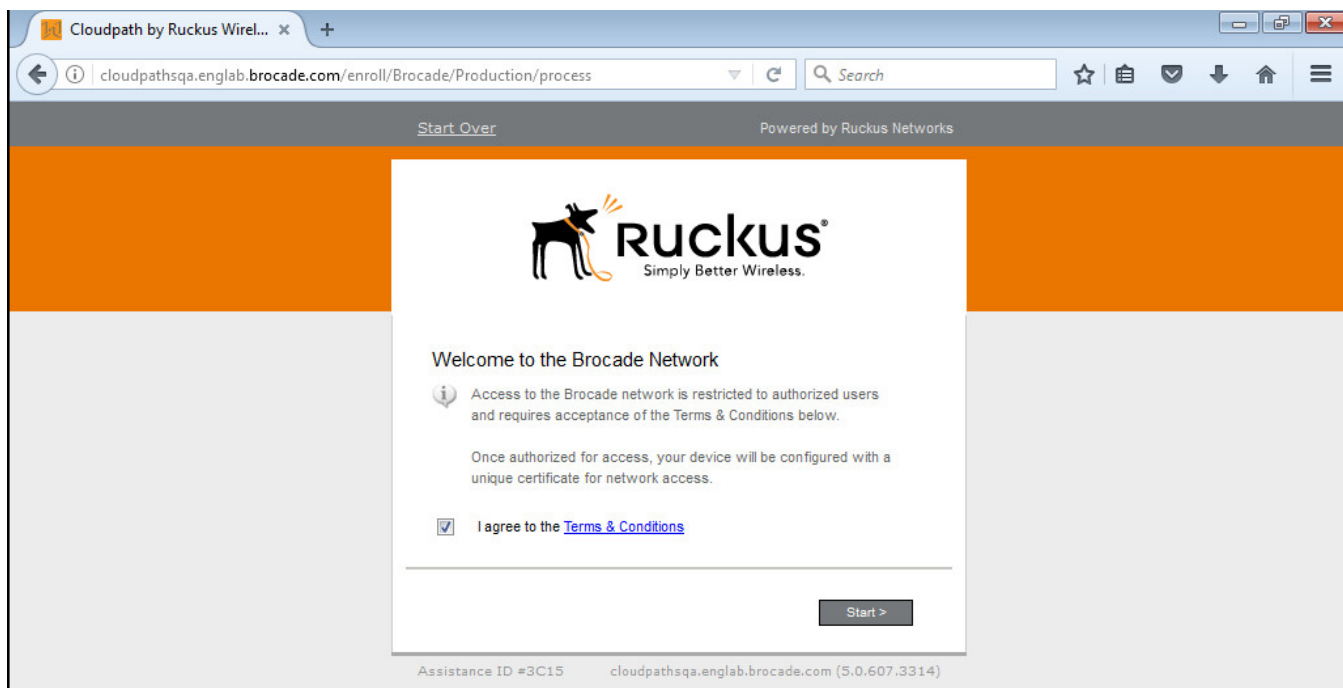 Cloudpath by Ruckus Wirel...
cloudpathsqa.englab.brocade.com/enroll/Brocade/Production/process
Search
Start Over
Powered by Ruckus Networks
RUCKUS®
Simply Better Wireless.
Welcome to the Brocade Network
Access to the Brocade network is restricted to authorized users
and requires acceptance of the Terms & Conditions below.
Once authorized for access, your device will be configured with a
unique certificate for network access.
I agree to the Terms & Conditions
Start >
Assistance ID #3C15
cloudpathsqa.englab.brocade.com (5.0.607.3314)